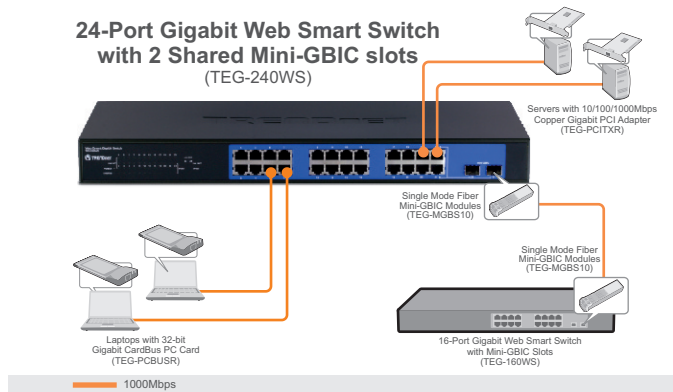 24-Port Gigabit Web Smart Switch
with 2 Shared Mini-GBIC slots
(TEG-240WS)
Servers with 10/100/1000Mbps
Copper Gigabit PCI Adapter
(TEG-PCITXR)
TRENDnet
Single Mode Fiber
Mini-GBIC Modules
(TEG-MGBS10)
Single Mode Fiber
Mini-GBIC Modules
(TEG-MGBS10)
Laptops with 32-bit
Gigabit CardBus PC Card
(TEG-PCBUSR)
16-Port Gigabit Web Smart Switch
with Mini-GBIC Slots
(TEG-160WS)
1000Mbps